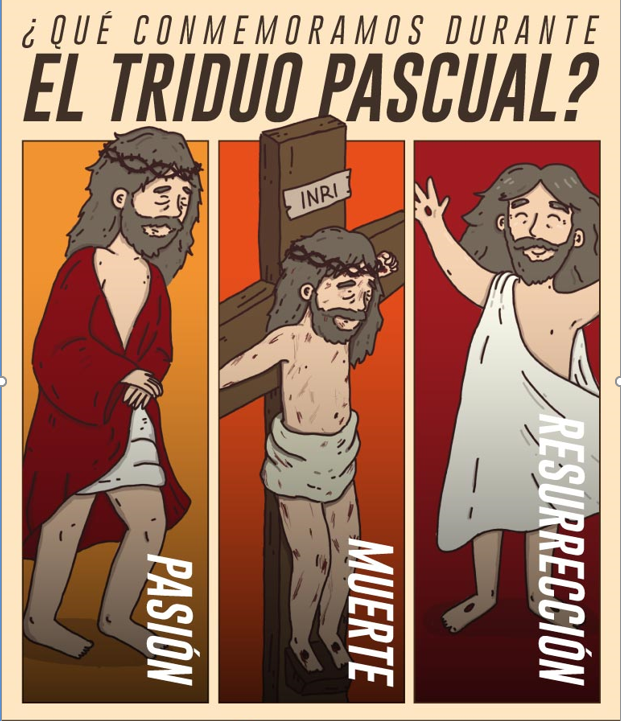 ¿QUÉ CONMEMORAMOS DURANTE
EL TRIDUO PASCUAL?
INRI
PASIÓN
MUERTE
RESURRECCIÓN